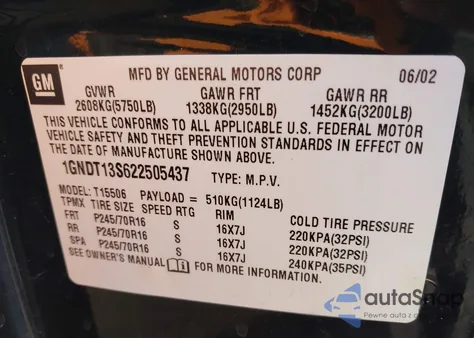 GM
MFD BY GENERAL MOTORS CORP 06/02
GVWR GAWR FRT GAWR RR
2608KG(5750LB) 1338KG(2950LB) 1452KG(3200LB)
THIS VEHICLE CONFORMS TO ALL APPLICABLE U.S. FEDERAL MOTOR
VEHICLE SAFETY AND THEFT PREVENTION STANDARDS IN EFFECT ON
THE DATE OF MANUFACTURE SHOWN ABOVE.
1GNDT13S622505437 TYPE: M.P.V.
MODEL: T15506 PAYLOAD = 510KG(1124LB)
TPMX TIRE SIZE SPEED RTG RIM COLD TIRE PRESSURE
FRT P245/70R16 S 16X7J 220KPA(32PSI)
RR P245/70R16 S 16X7J 220KPA(32PSI)
SPA P245/70R16 S 16X7J 240KPA(35PSI)
SEE OWNER'S MANUAL FOR MORE INFORMATION.
autoSnap
Pewne auta z